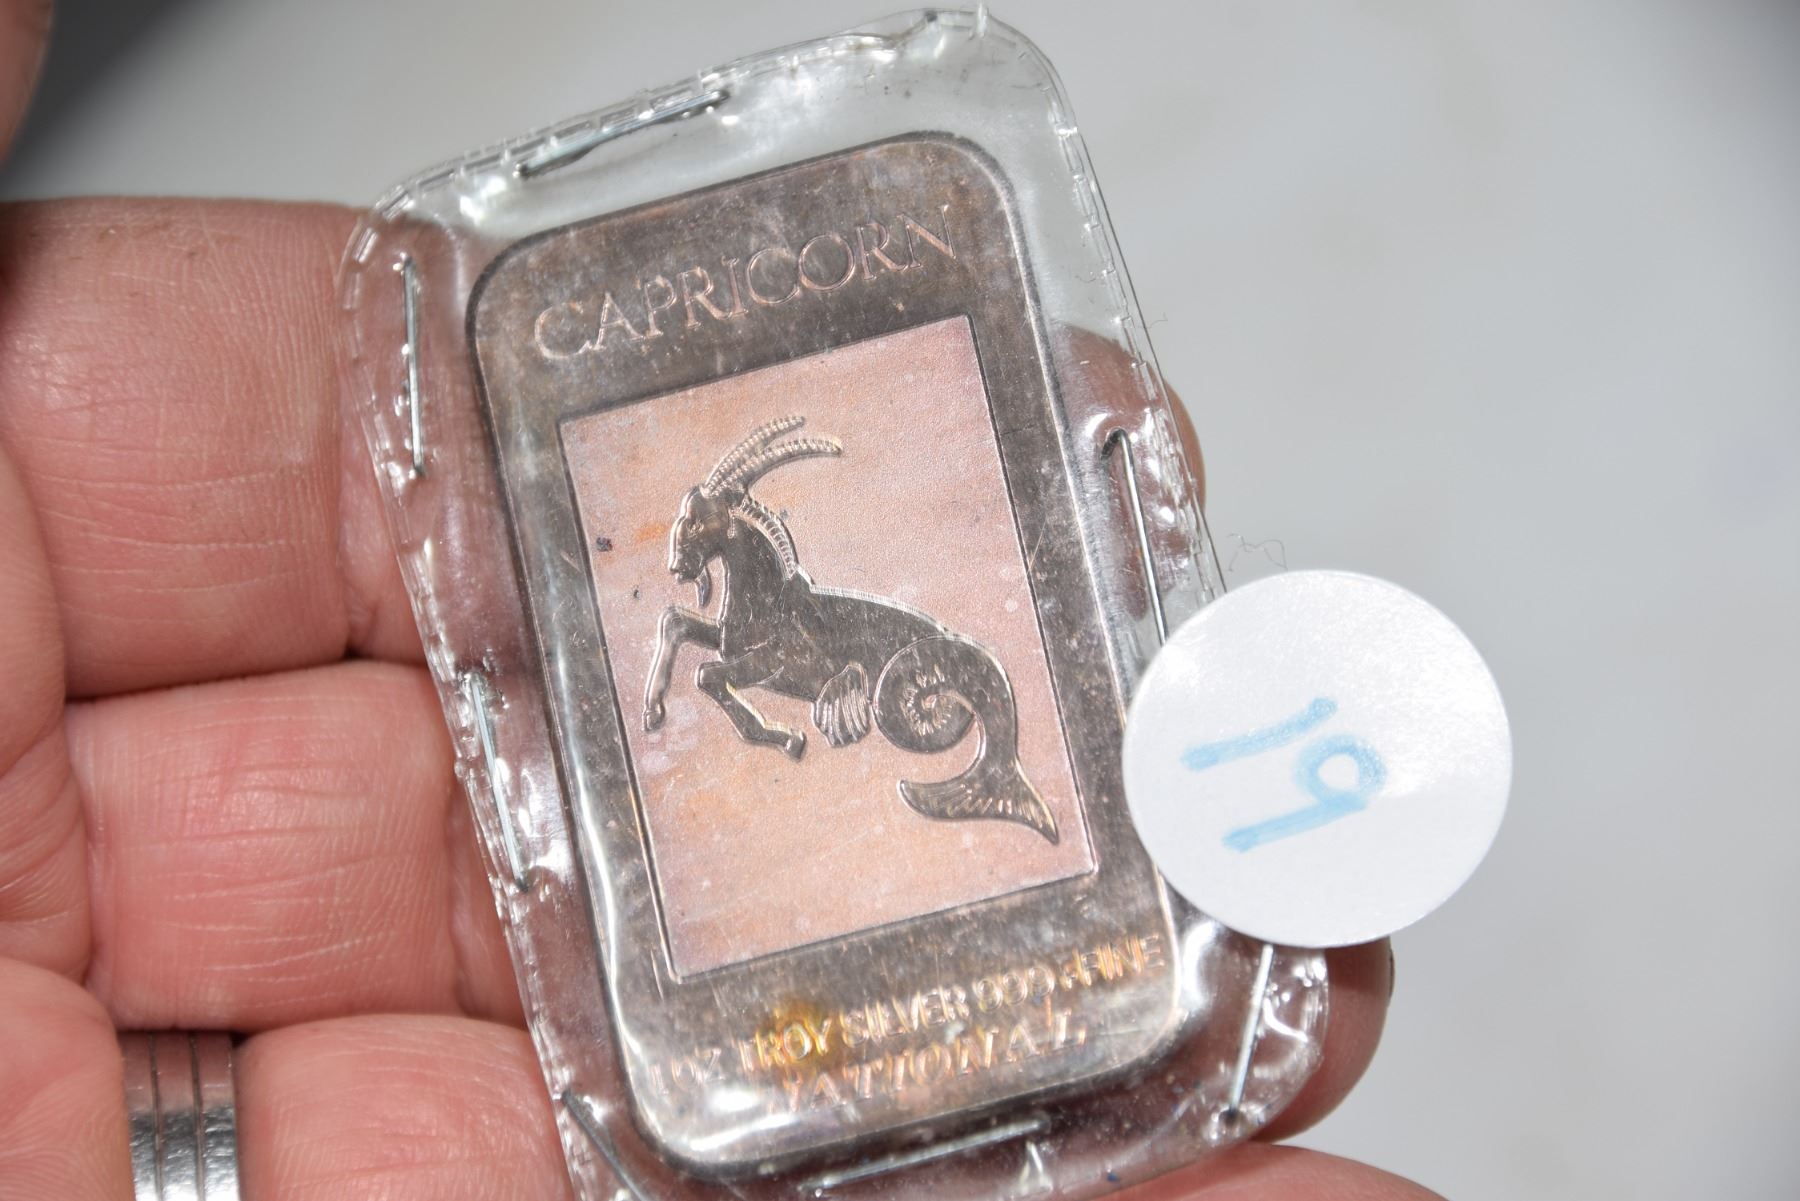 CAPRICORN
1 OZ TROY SILVER 999+FINE
NATIONAL
19